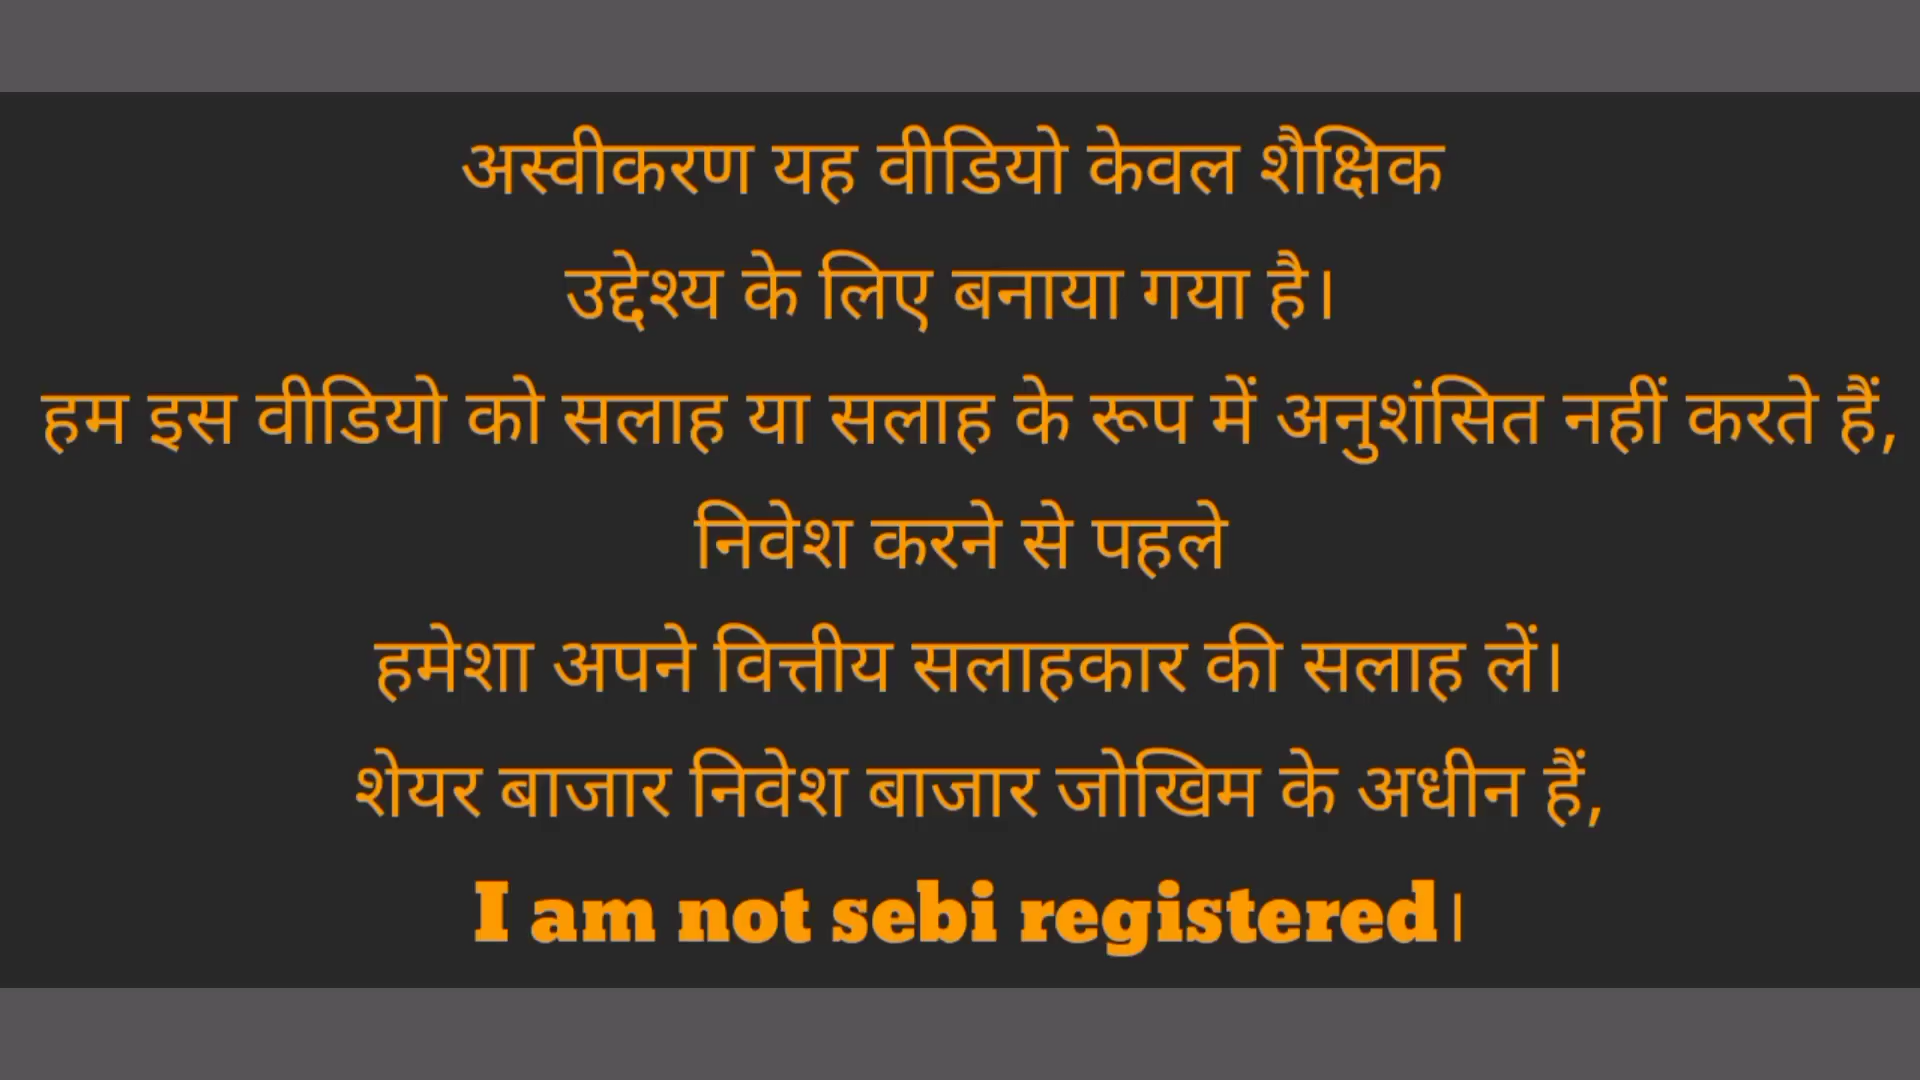 अस्वीकरण यह वीडियो केवल शैक्षिक
उद्देश्य के लिए बनाया गया है।
हम इस वीडियो को सलाह या सलाह के रूप में अनुशंसित नहीं करते हैं,
निवेश करने से पहले
हमेशा अपने वित्तीय सलाहकार की सलाह लें।
शेयर बाजार निवेश बाजार जोखिम के अधीन हैं,
I am not sebi registered।